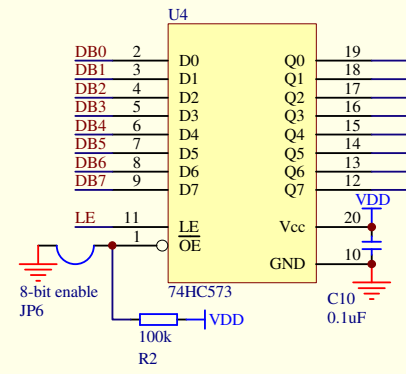 U4
DB0 2 D0 Q0 19
DB1 3 D1 Q1 18
DB2 4 D2 Q2 17
DB3 5 D3 Q3 16
DB4 6 D4 Q4 15
DB5 7 D5 Q5 14
DB6 8 D6 Q6 13
DB7 9 D7 Q7 12
VDD
LE 11 LE Vcc 20
1 OE
GND 10
8-bit enable
JP6
74HC573
C10
0.1uF
VDD
100k
R2